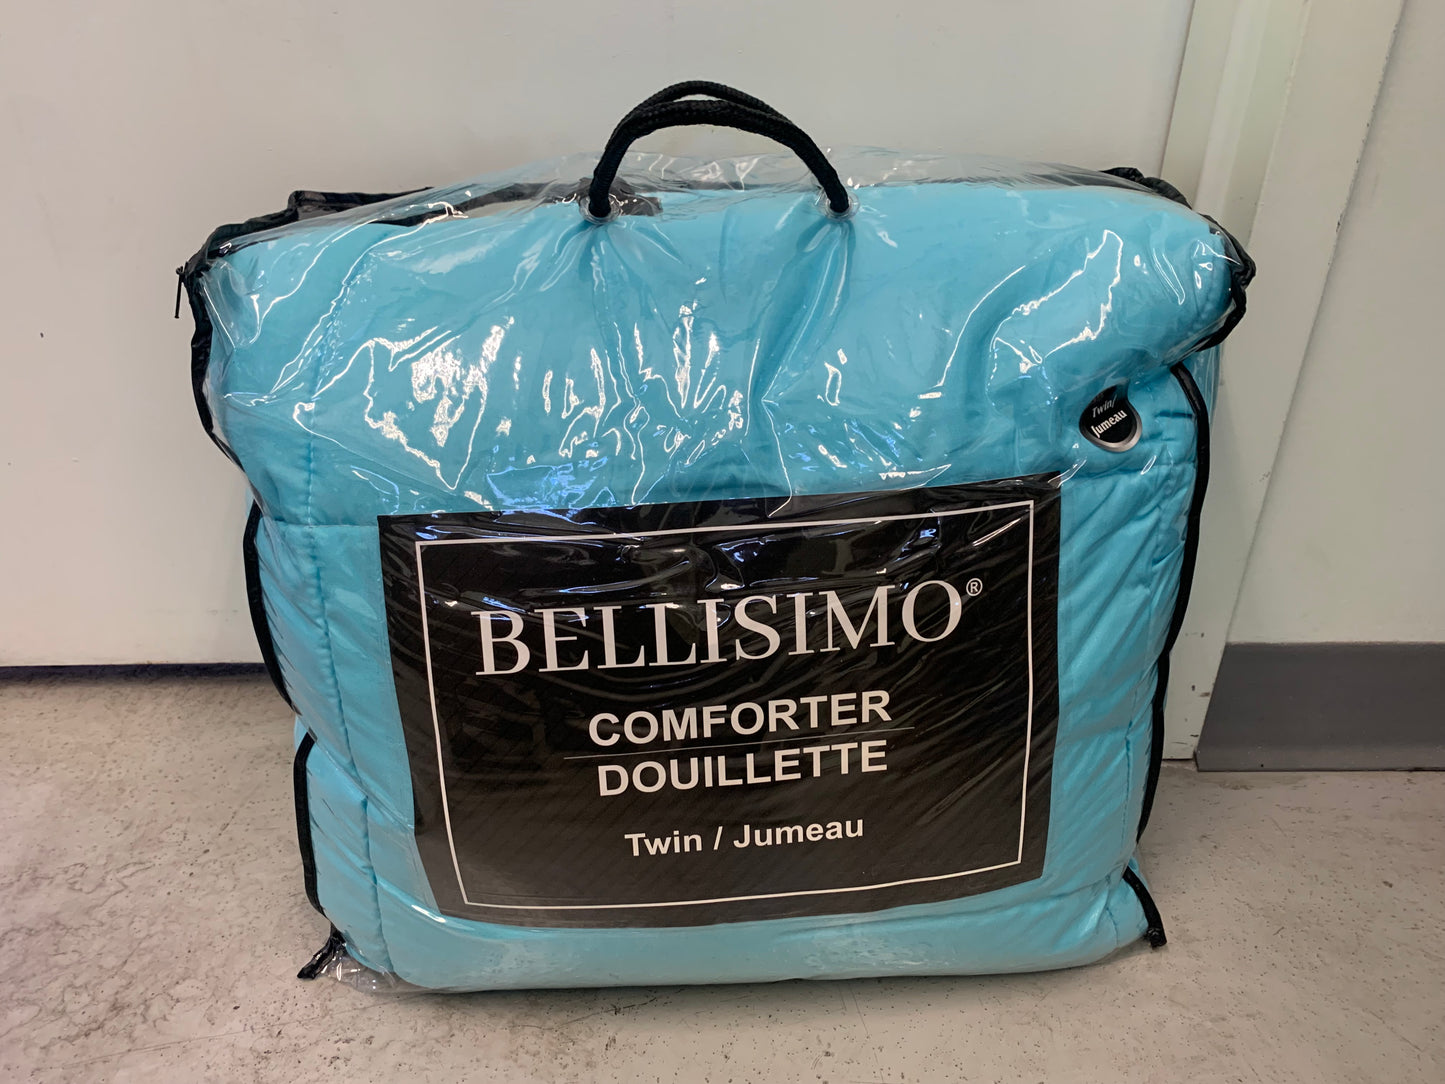 Twin/
Jumeau
BELLISIMO®
COMFORTER
DOUILLETTE
Twin / Jumeau